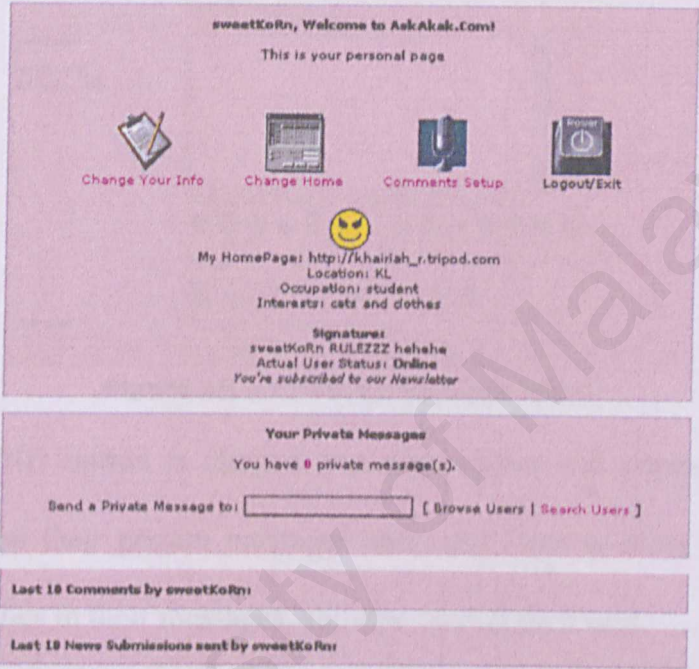 sweetKoRn, Welcome to AskAkak.Com!
This is your personal page
Power
Change Your Info Change Home Comments Setup Logout/Exit
My HomePage: http://khairiah_r.tripod.com
Location: KL
Occupation: student
Interests: cats and clothes
Signature:
sweetKoRn RULEZZZ hehehe
Actual User Status: Online
You're subscribed to our Newsletter
Your Private Messages
You have 0 private message(s).
Send a Private Message to: [ Browse Users | Search Users ]
Last 10 Comments by sweetKoRn:
Last 10 News Submissions sent by sweetKoRn: